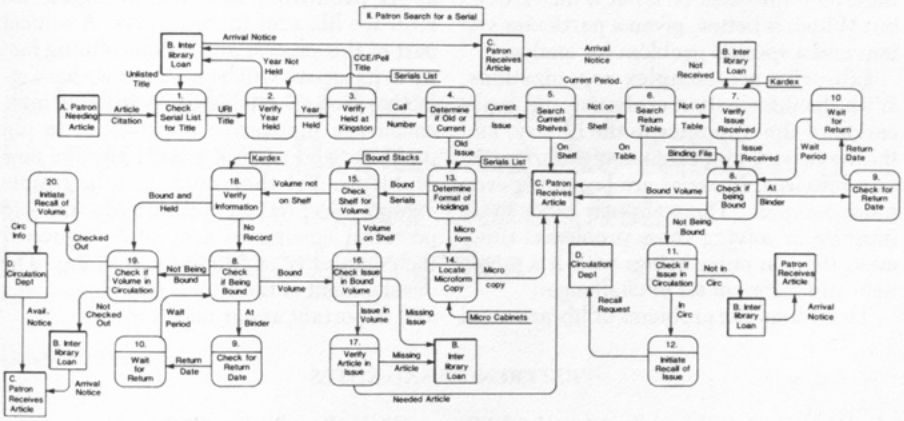 II. Patron Search for a Serial
B. Inter
library
Loan
Arrival Notice
C.
Patron
Receives
Article
Arrival
Notice
B. Inter
library
Loan
Year Not
Held
CCE/Pell
Title
Serials List
Unlisted
Title
Current Period.
Not
Received
Kardex
A. Patron
Needing
Article
Article
Citation
1.
Check
Serial List
for Title
URI
Title
2.
Verify
Year Held
Year
Held
3.
Verify
Held at
Kingston
Call
Number
4.
Determine
if Old or
Current
Current
Issue
5.
Search
Current
Shelves
Not on
Shelf
6.
Search
Return
Table
Not on
Table
7.
Verify
Issue
Received
10
Wait
for
Return
Old
Issue
On
Shelf
On
Table
Binding File
Issue
Received
Wait
Period
Return
Date
Kardex
Bound Stacks
Serials List
20.
Initiate
Recall of
Volume
Bound and
Held
18.
Verify
Information
Volume not
on Shelf
15.
Check
Shelf for
Volume
Bound
Serials
13.
Determine
Format of
Holdings
C. Patron
Receives
Article
Bound Volume
8.
Check if
being
Bound
At
Binder
9.
Check for
Return
Date
Circ
Info
Checked
Out
No
Record
Volume
on Shelf
Micro
form
Not Being
Bound
D.
Circulation
Dept
19.
Check if
Volume in
Circulation
Not Being
Bound
8.
Check if
Being
Bound
Bound
Volume
16.
Check Issue
in Bound
Volume
14.
Locate
Microform
Copy
Micro
copy
D.
Circulation
Dept
11.
Check if
Issue in
Circulation
Not in
Circ
Patron
Receives
Article
Avail.
Notice
Not
Checked
Out
Wait
Period
At
Binder
Issue in
Volume
Missing
Issue
Micro Cabinets
Recall
Request
In
Circ
B. Inter
library
Loan
Arrival
Notice
B. Inter
library
Loan
10.
Wait
for
Return
Return
Date
9.
Check for
Return
Date
17.
Verify
Article in
Issue
Missing
Article
B. Inter
library
Loan
12.
Initiate
Recall of
Issue
C.
Patron
Receives
Article
Arrival
Notice
Needed Article